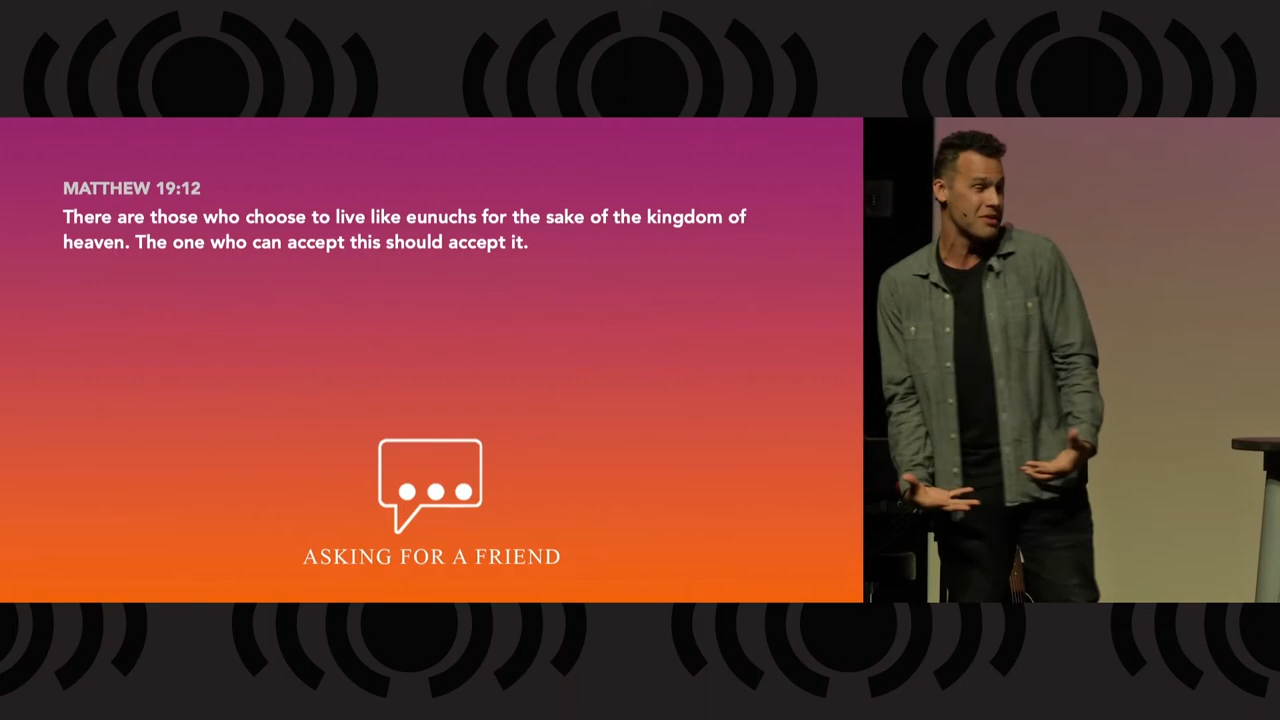 MATTHEW 19:12
There are those who choose to live like eunuchs for the sake of the kingdom of
heaven. The one who can accept this should accept it.
ASKING FOR A FRIEND